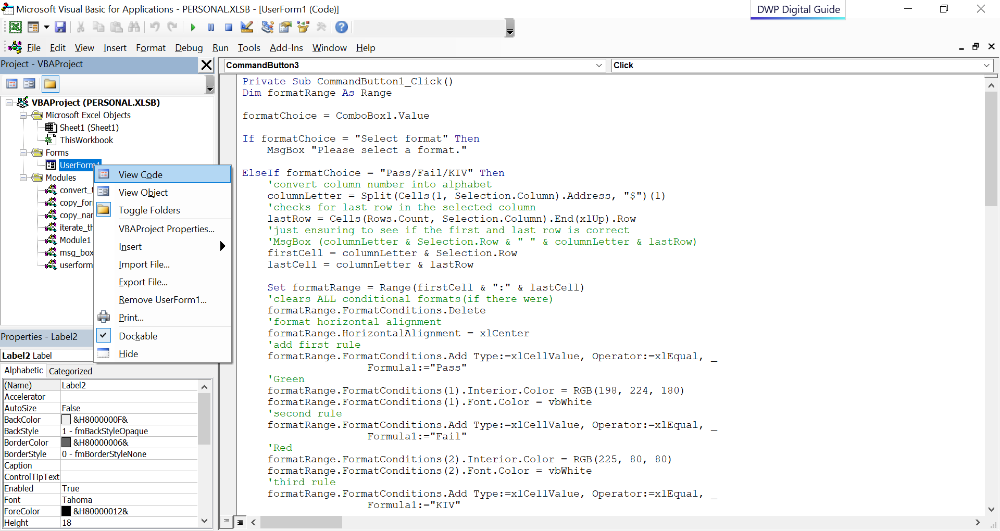 Microsoft Visual Basic for Applications - PERSONAL.XLSB - [UserForm1 (Code)]
DWP Digital Guide
File Edit View Insert Format Debug Run Tools Add-Ins Window Help
Project - VBAProject
CommandButton3
Click
VBAProject (PERSONAL.XLSB)
Microsoft Excel Objects
Sheet1 (Sheet1)
ThisWorkbook
Forms
UserForm1
Modules
convert_t
copy_for
copy_nar
iterate_th
Module1
msg_box
userform
View Code
View Object
Toggle Folders
VBAProject Properties...
Insert
Import File...
Export File...
Remove UserForm1...
Print...
Dockable
Hide
Properties - Label2
Label2 Label
Alphabetic Categorized
(Name) Label2
Accelerator
AutoSize False
BackColor &H8000000F&
BackStyle 1 - fmBackStyleOpaque
BorderColor &H80000006&
BorderStyle 0 - fmBorderStyleNone
Caption
ControlTipText
Enabled True
Font Tahoma
ForeColor &H80000012&
Height 18
Private Sub CommandButton1_Click()
Dim formatRange As Range
formatChoice = ComboBox1.Value
If formatChoice = "Select format" Then
MsgBox "Please select a format."
ElseIf formatChoice = "Pass/Fail/KIV" Then
'convert column number into alphabet
columnLetter = Split(Cells(1, Selection.Column).Address, "$")(1)
'checks for last row in the selected column
lastRow = Cells(Rows.Count, Selection.Column).End(xlUp).Row
'just ensuring to see if the first and last row is correct
'MsgBox (columnLetter & Selection.Row & " " & columnLetter & lastRow)
firstCell = columnLetter & Selection.Row
lastCell = columnLetter & lastRow
Set formatRange = Range(firstCell & ":" & lastCell)
'clears ALL conditional formats(if there were)
formatRange.FormatConditions.Delete
'format horizontal alignment
formatRange.HorizontalAlignment = xlCenter
'add first rule
formatRange.FormatConditions.Add Type:=xlCellValue, Operator:=xlEqual, _
Formula1:="Pass"
'Green
formatRange.FormatConditions(1).Interior.Color = RGB(198, 224, 180)
formatRange.FormatConditions(1).Font.Color = vbWhite
'second rule
formatRange.FormatConditions.Add Type:=xlCellValue, Operator:=xlEqual, _
Formula1:="Fail"
'Red
formatRange.FormatConditions(2).Interior.Color = RGB(225, 80, 80)
formatRange.FormatConditions(2).Font.Color = vbWhite
'third rule
formatRange.FormatConditions.Add Type:=xlCellValue, Operator:=xlEqual, _
Formula1:="KIV"